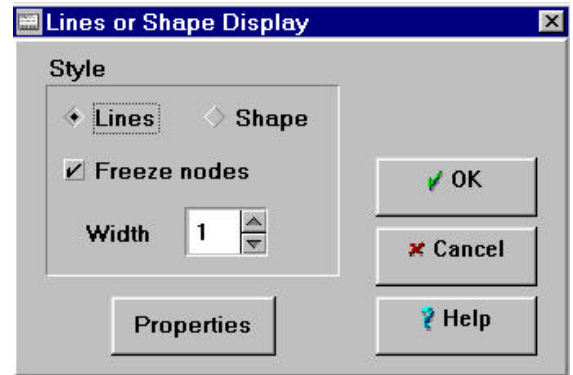 Lines or Shape Display
Style
Lines Shape
Freeze nodes
Width 1
OK
Cancel
Properties
Help